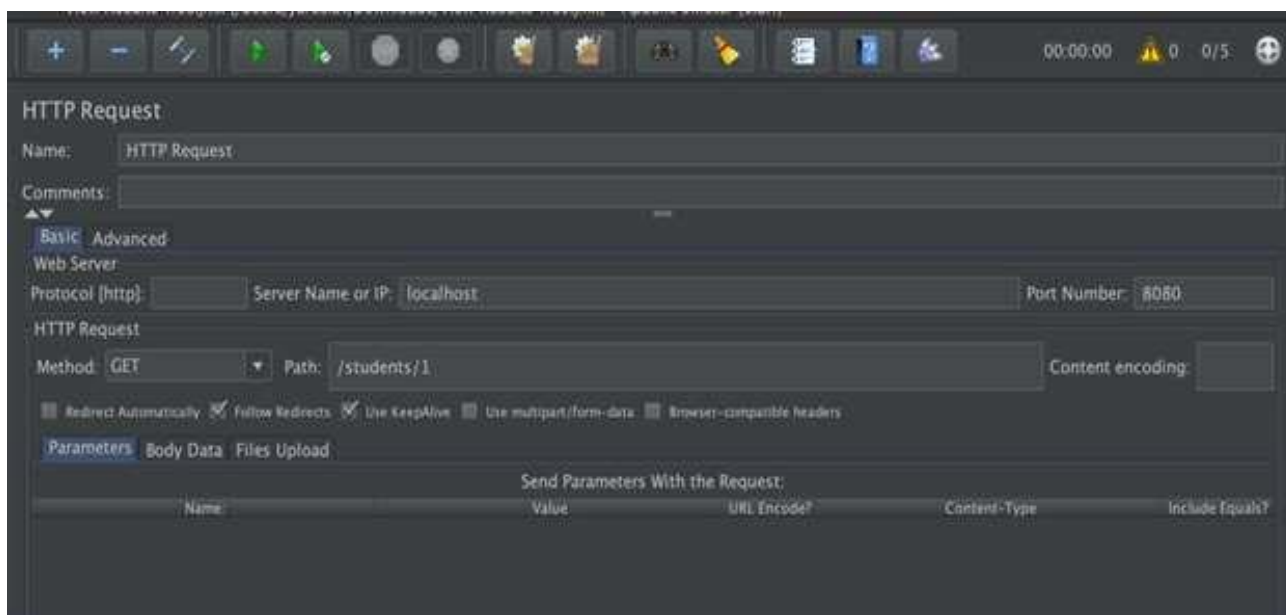 00:00:00 0 0/5
HTTP Request
Name: HTTP Request
Comments:
Basic Advanced
Web Server
Protocol [http]: Server Name or IP: localhost Port Number: 8080
HTTP Request
Method: GET Path: /students/1 Content encoding:
Redirect Automatically Follow Redirects Use KeepAlive Use multipart/form-data Browser-compatible headers
Parameters Body Data Files Upload
Send Parameters With the Request:
Name: Value URL Encode? Content-Type Include Equals?